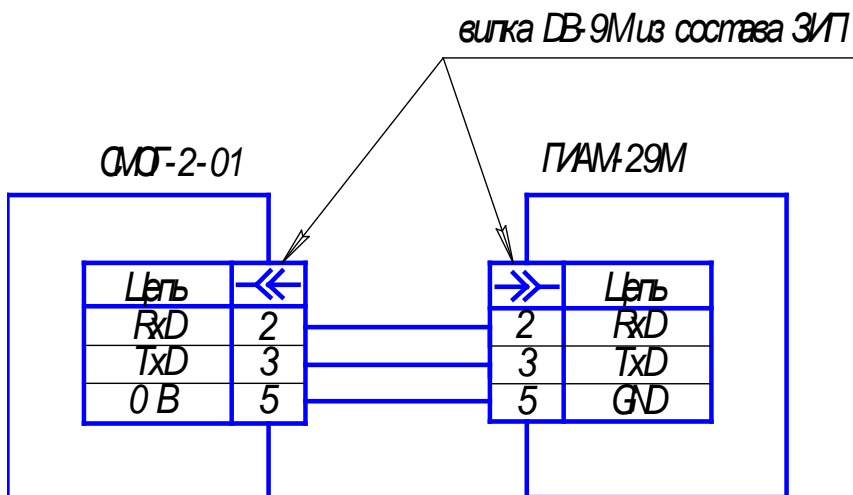 вилка DB-9М из состава ЗИП
СМОГ-2-01
ПИАМ-29М
Цепь
RxD 2
TxD 3
0 В 5
Цепь
2 RxD
3 TxD
5 GND